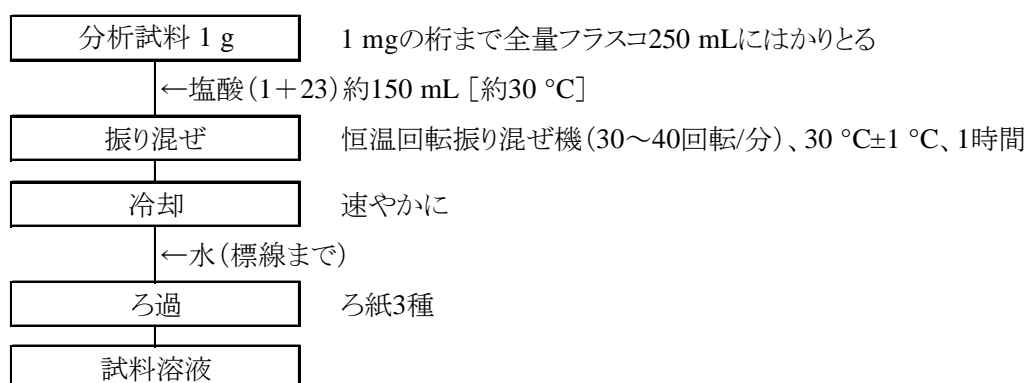 分析試料 1 g　1 mgの桁まで全量フラスコ250 mLにはかりとる
←塩酸（1＋23）約150 mL ［約30 °C］
振り混ぜ　恒温回転振り混ぜ機（30～40回転/分）、30 °C±1 °C、1時間
冷却　速やかに
←水（標線まで）
ろ過　ろ紙3種
試料溶液